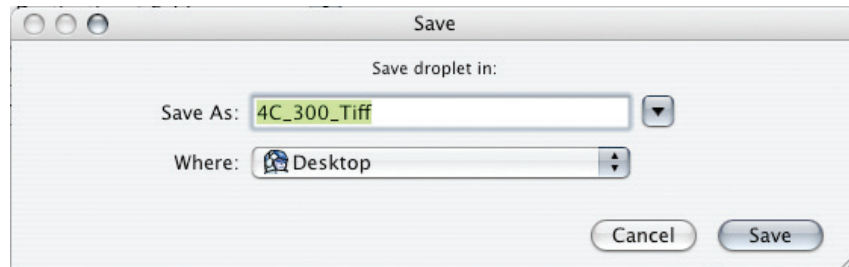 Save
Save droplet in:
Save As: 4C_300_Tiff
Where: Desktop
Cancel Save